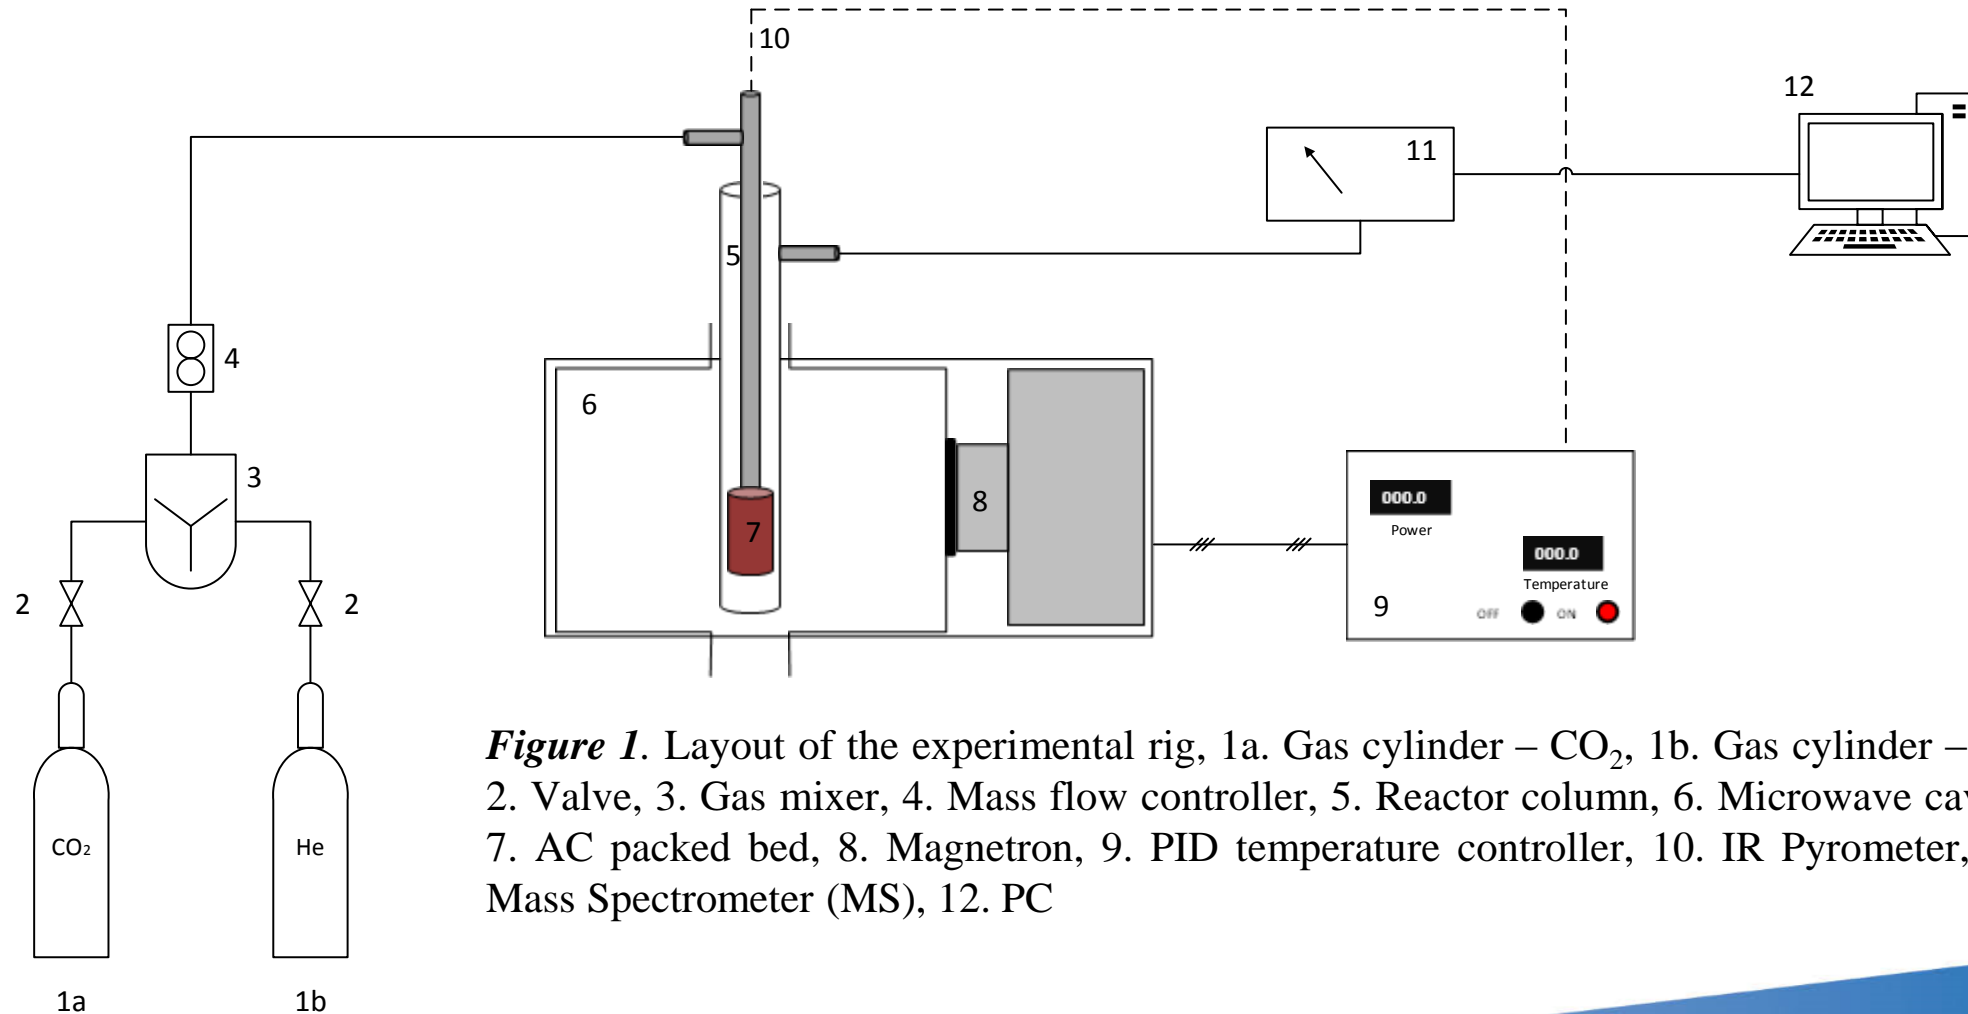 10
12
11
5
4
6
3
8
7
000.0
Power
000.0
Temperature
9
OFF
ON
2
2
CO₂
He
1a
1b
Figure 1. Layout of the experimental rig, 1a. Gas cylinder – CO₂, 1b. Gas cylinder –
2. Valve, 3. Gas mixer, 4. Mass flow controller, 5. Reactor column, 6. Microwave
7. AC packed bed, 8. Magnetron, 9. PID temperature controller, 10. IR Pyrometer,
Mass Spectrometer (MS), 12. PC